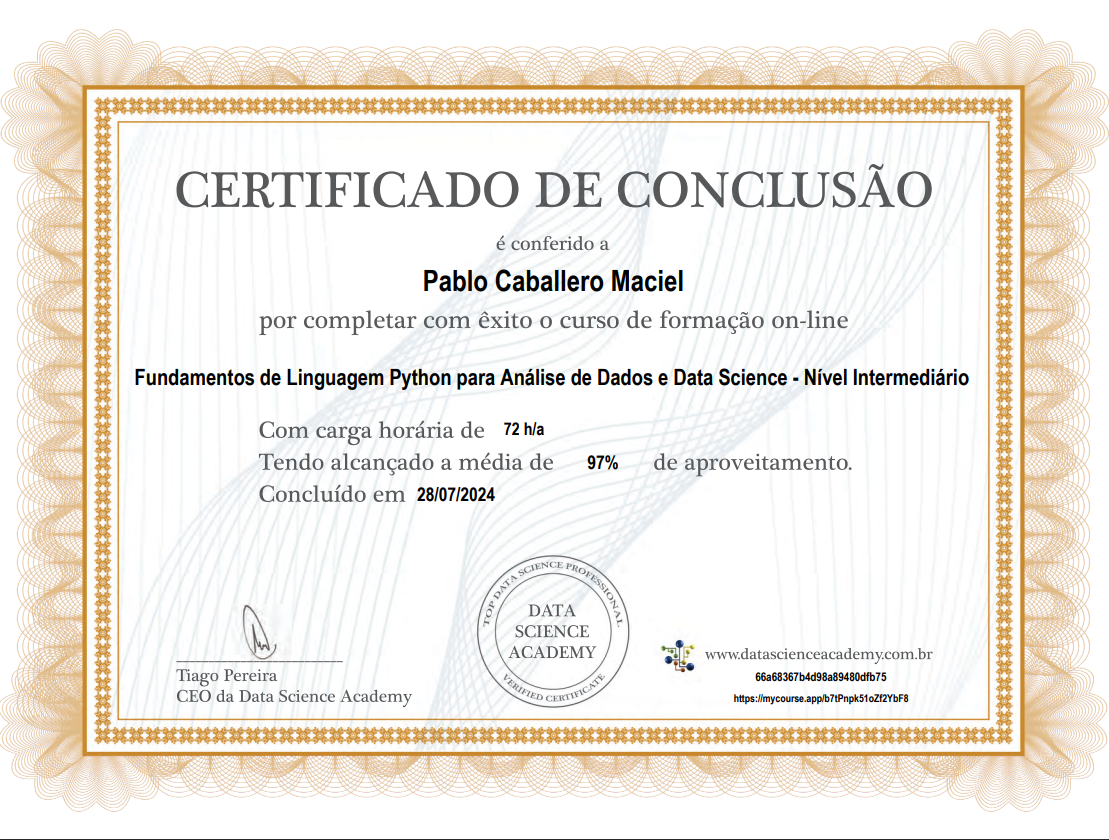 CERTIFICADO DE CONCLUSÃO
é conferido a
Pablo Caballero Maciel
por completar com êxito o curso de formação on-line
Fundamentos de Linguagem Python para Análise de Dados e Data Science - Nível Intermediário
Com carga horária de 72 h/a
Tendo alcançado a média de 97% de aproveitamento.
Concluído em 28/07/2024
TOP DATA SCIENCE PROFESSIONAL
DATA
SCIENCE
ACADEMY
VERIFIED CERTIFICATE
Tiago Pereira
CEO da Data Science Academy
www.datascienceacademy.com.br
66a68367b4d98a89480dfb75
https://mycourse.app/b7tPnpk51oZf2YbF8